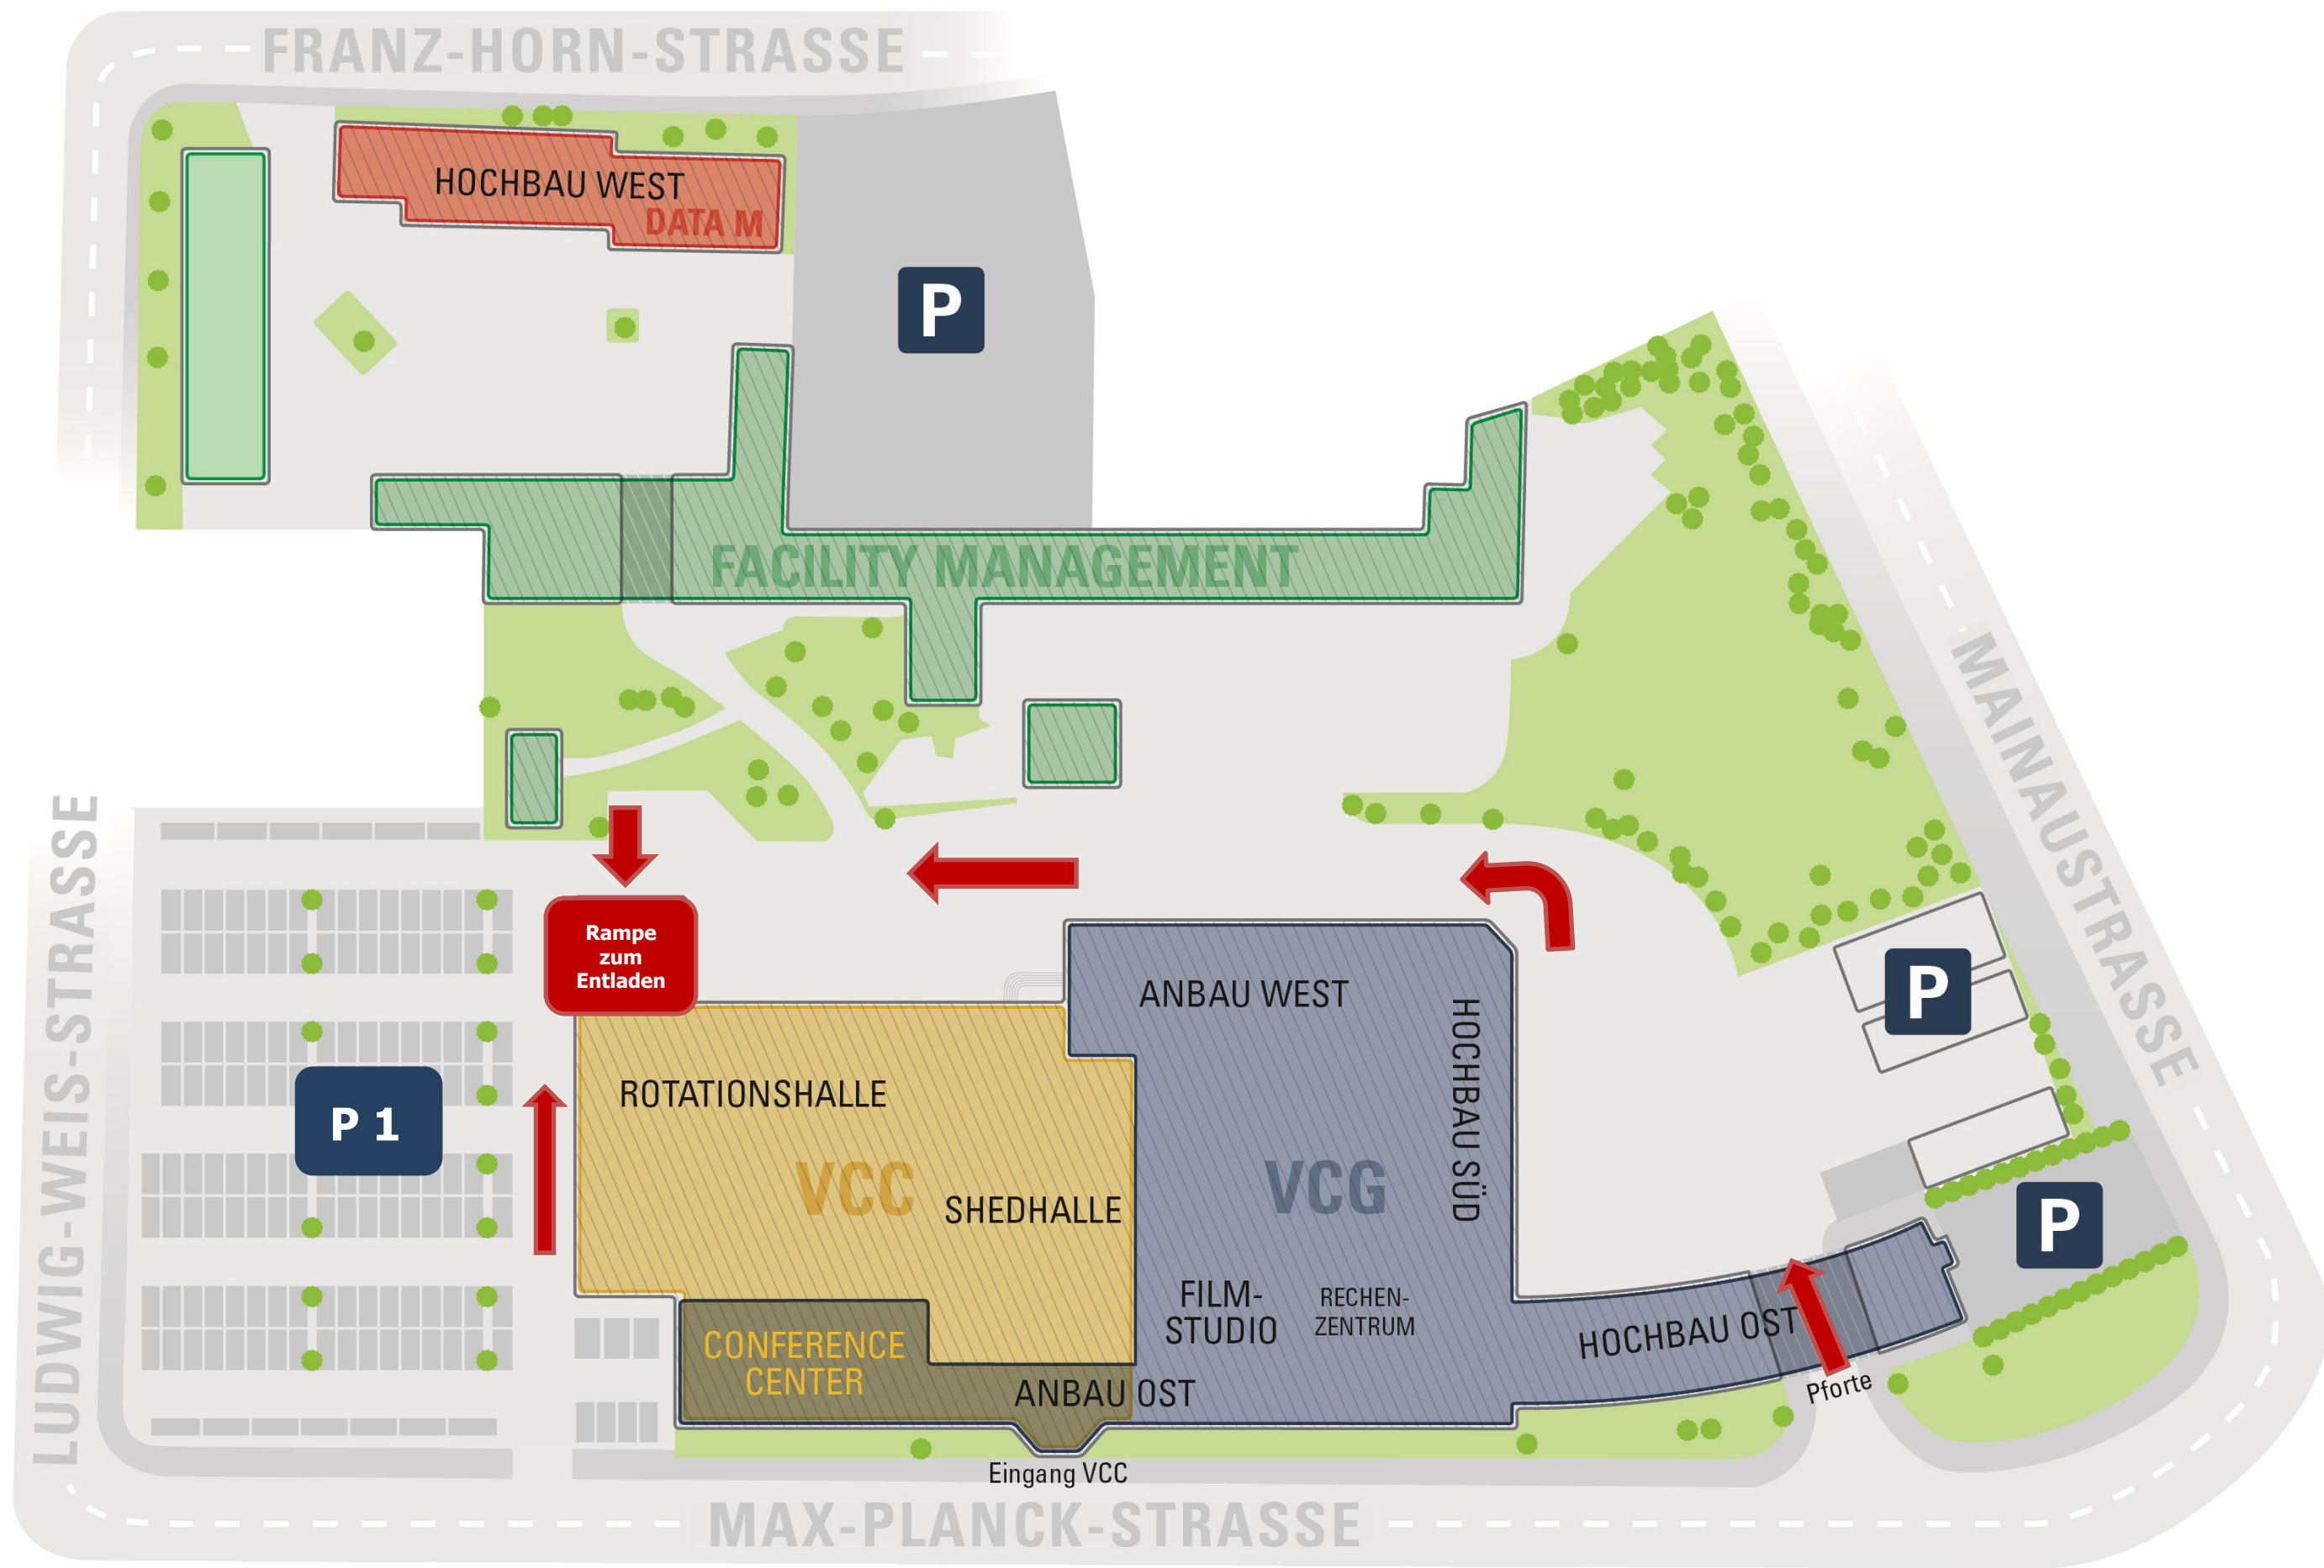 FRANZ-HORN-STRASSE
HOCHBAU WEST
DATA M
P
FACILITY MANAGEMENT
MAINAUSTRASSE
LUDWIG-WEIS-STRASSE
Rampe
zum
Entladen
ANBAU WEST
HOCHBAU SÜD
P
ROTATIONSHALLE
P 1
VCC
SHEDHALLE
VCG
P
FILM-
STUDIO
RECHEN-
ZENTRUM
HOCHBAU OST
CONFERENCE
CENTER
ANBAU OST
Pforte
Eingang VCC
MAX-PLANCK-STRASSE